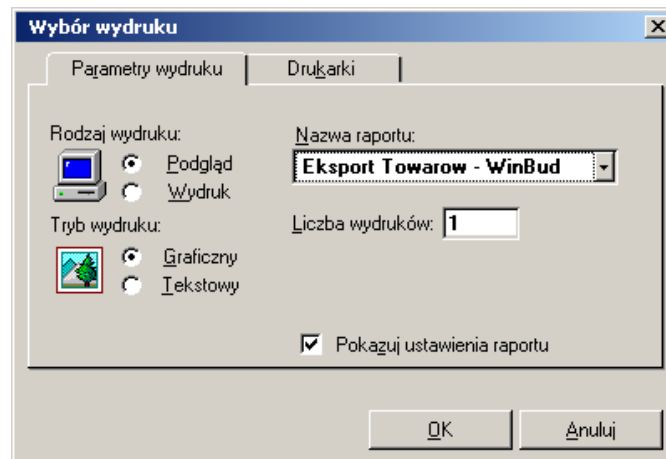 Wybór wydruku
Parametry wydruku
Drukarki
Rodzaj wydruku:
Podgląd
Wydruk
Tryb wydruku:
Graficzny
Tekstowy
Nazwa raportu:
Eksport Towarow - WinBud
Liczba wydruków: 1
Pokazuj ustawienia raportu
OK
Anuluj